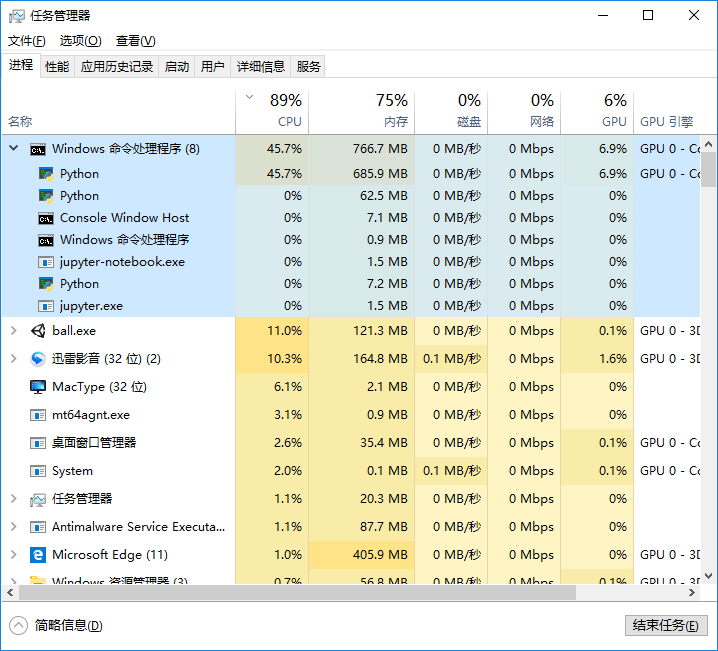 任务管理器
文件(F) 选项(O) 查看(V)
进程 性能 应用历史记录 启动 用户 详细信息 服务
89% 75% 0% 0% 6%
名称 CPU 内存 磁盘 网络 GPU GPU 引擎
Windows 命令处理程序 (8) 45.7% 766.7 MB 0 MB/秒 0 Mbps 6.9% GPU 0 - Co
Python 45.7% 685.9 MB 0 MB/秒 0 Mbps 6.9% GPU 0 - Co
Python 0% 62.5 MB 0 MB/秒 0 Mbps 0%
Console Window Host 0% 7.1 MB 0 MB/秒 0 Mbps 0%
Windows 命令处理程序 0% 0.9 MB 0 MB/秒 0 Mbps 0%
jupyter-notebook.exe 0% 1.5 MB 0 MB/秒 0 Mbps 0%
Python 0% 7.2 MB 0 MB/秒 0 Mbps 0%
jupyter.exe 0% 1.5 MB 0 MB/秒 0 Mbps 0%
ball.exe 11.0% 121.3 MB 0 MB/秒 0 Mbps 0.1% GPU 0 - 3D
迅雷影音 (32 位) (2) 10.3% 164.8 MB 0.1 MB/秒 0 Mbps 1.6% GPU 0 - 3D
MacType (32 位) 6.1% 2.1 MB 0 MB/秒 0 Mbps 0%
mt64agnt.exe 3.1% 0.9 MB 0 MB/秒 0 Mbps 0%
桌面窗口管理器 2.6% 35.4 MB 0 MB/秒 0 Mbps 0.1% GPU 0 - Co
System 2.0% 0.1 MB 0.1 MB/秒 0 Mbps 0.1% GPU 0 - Co
任务管理器 1.1% 20.3 MB 0 MB/秒 0 Mbps 0%
Antimalware Service Executa... 1.1% 87.7 MB 0 MB/秒 0 Mbps 0%
Microsoft Edge (11) 1.0% 405.9 MB 0 MB/秒 0 Mbps 0% GPU 0 - 3D
Windows 资源管理器 (3) 0.7% 56.8 MB 0 MB/秒 0 Mbps 0.1% GPU 0 - 3D
简略信息(D) 结束任务(E)